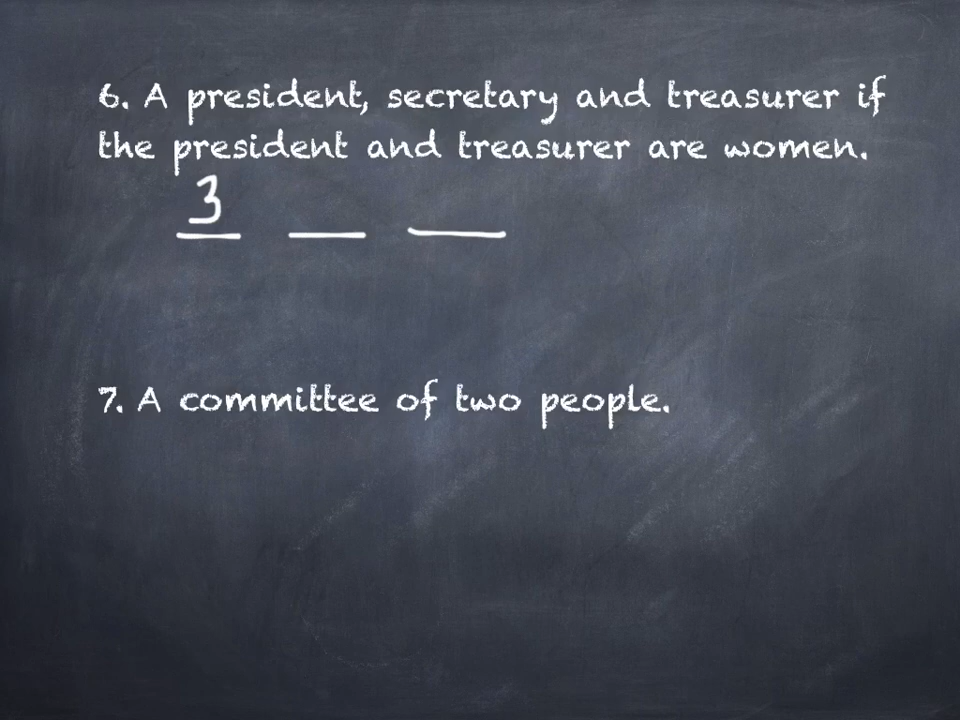 6. A president, secretary and treasurer if
the president and treasurer are women.
3
7. A committee of two people.